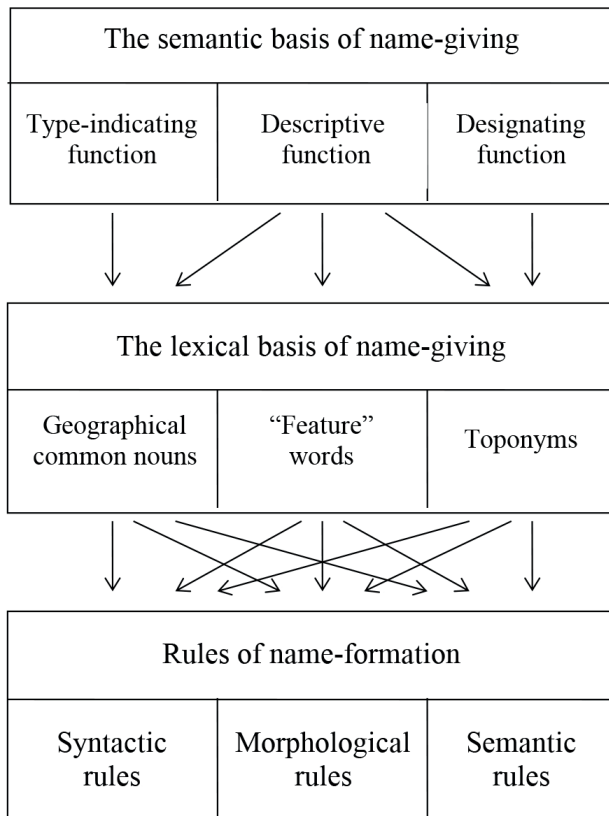 The semantic basis of name-giving
Type-indicating
function
Descriptive
function
Designating
function
The lexical basis of name-giving
Geographical
common nouns
“Feature”
words
Toponyms
Rules of name-formation
Syntactic
rules
Morphological
rules
Semantic
rules